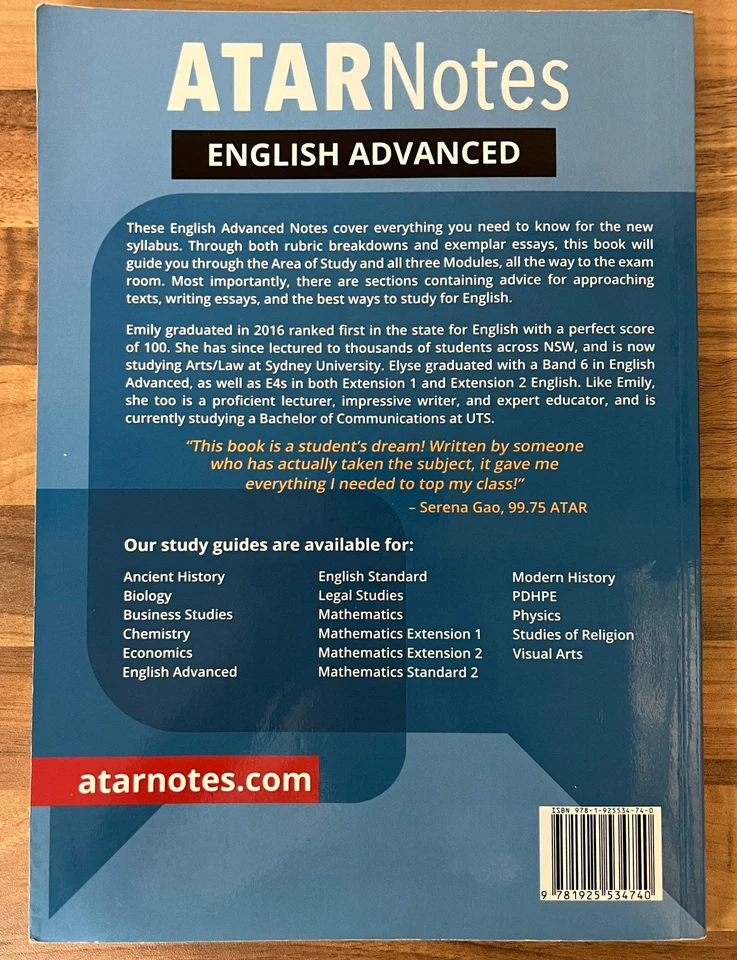 ATARNotes
ENGLISH ADVANCED
These English Advanced Notes cover everything you need to know for the new
syllabus. Through both rubric breakdowns and exemplar essays, this book will
guide you through the Area of Study and all three Modules, all the way to the exam
room. Most importantly, there are sections containing advice for approaching
texts, writing essays, and the best ways to study for English.
Emily graduated in 2016 ranked first in the state for English with a perfect score
of 100. She has since lectured to thousands of students across NSW, and is now
studying Arts/Law at Sydney University. Elyse graduated with a Band 6 in English
Advanced, as well as E4s in both Extension 1 and Extension 2 English. Like Emily,
she too is a proficient lecturer, impressive writer, and expert educator, and is
currently studying a Bachelor of Communications at UTS.
“This book is a student’s dream! Written by someone
who has actually taken the subject, it gave me
everything I needed to top my class!”
– Serena Gao, 99.75 ATAR
Our study guides are available for:
Ancient History
Biology
Business Studies
Chemistry
Economics
English Advanced
English Standard
Legal Studies
Mathematics
Mathematics Extension 1
Mathematics Extension 2
Mathematics Standard 2
Modern History
PDHPE
Physics
Studies of Religion
Visual Arts
atarnotes.com
ISBN 978-1-925534-74-0
9 781925 534740